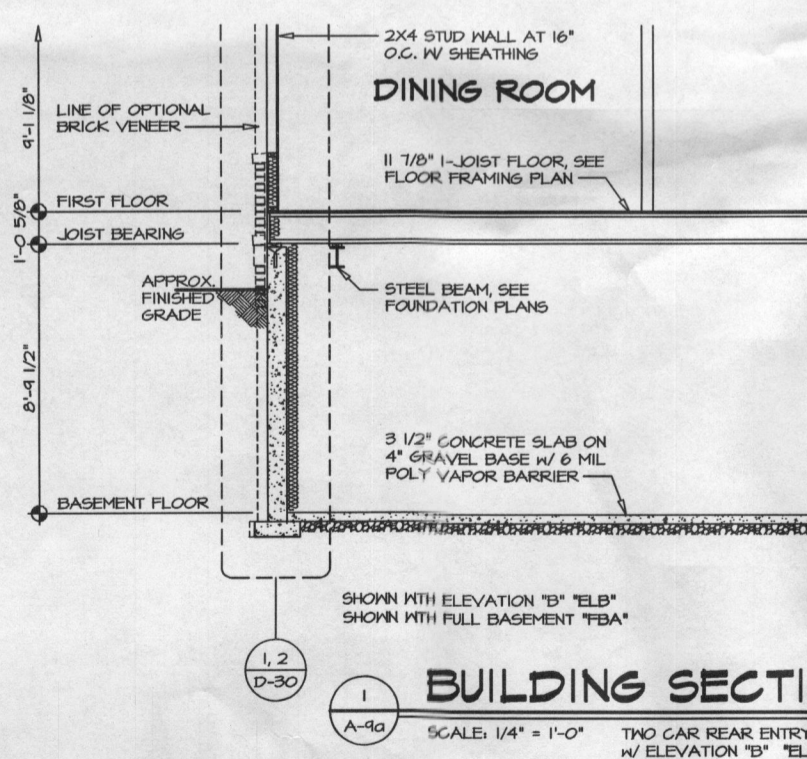 2X4 STUD WALL AT 16"
O.C. W/ SHEATHING
DINING ROOM
LINE OF OPTIONAL
BRICK VENEER
9'-1 1/8"
11 7/8" I-JOIST FLOOR, SEE
FLOOR FRAMING PLAN
FIRST FLOOR
1'-0 5/8"
JOIST BEARING
APPROX.
FINISHED
GRADE
STEEL BEAM, SEE
FOUNDATION PLANS
8'-9 1/2"
3 1/2" CONCRETE SLAB ON
4" GRAVEL BASE W/ 6 MIL
POLY VAPOR BARRIER
BASEMENT FLOOR
SHOWN WITH ELEVATION "B" "ELB"
SHOWN WITH FULL BASEMENT "FBA"
1, 2
D-30
1
A-9a
BUILDING SECTI
SCALE: 1/4" = 1'-0"
TWO CAR REAR ENTRY
W/ ELEVATION "B" "EL